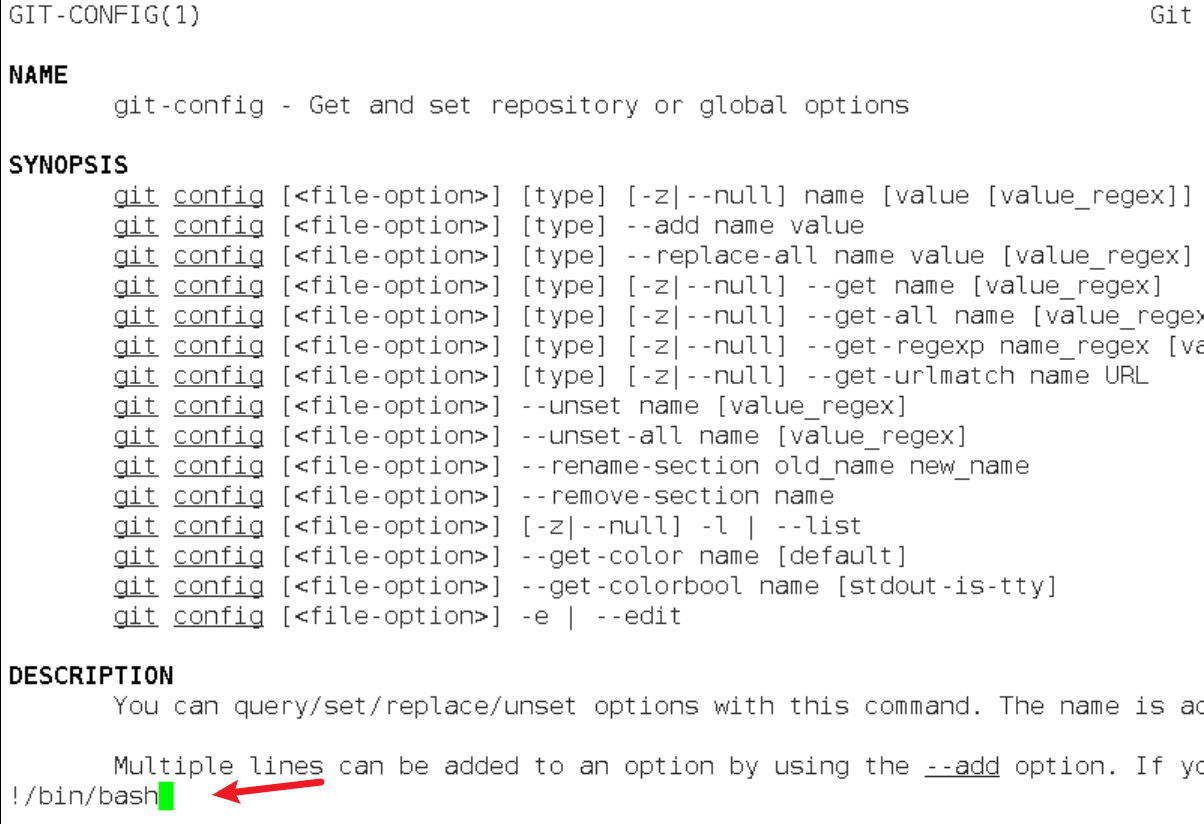 GIT-CONFIG(1) Git
NAME
git-config - Get and set repository or global options
SYNOPSIS
git config [<file-option>] [type] [-z|--null] name [value [value_regex]]
git config [<file-option>] [type] --add name value
git config [<file-option>] [type] --replace-all name value [value_regex]
git config [<file-option>] [type] [-z|--null] --get name [value_regex]
git config [<file-option>] [type] [-z|--null] --get-all name [value_regex
git config [<file-option>] [type] [-z|--null] --get-regexp name_regex [va
git config [<file-option>] [type] [-z|--null] --get-urlmatch name URL
git config [<file-option>] --unset name [value_regex]
git config [<file-option>] --unset-all name [value_regex]
git config [<file-option>] --rename-section old_name new_name
git config [<file-option>] --remove-section name
git config [<file-option>] [-z|--null] -l | --list
git config [<file-option>] --get-color name [default]
git config [<file-option>] --get-colorbool name [stdout-is-tty]
git config [<file-option>] -e | --edit
DESCRIPTION
You can query/set/replace/unset options with this command. The name is
Multiple lines can be added to an option by using the --add option. If
!/bin/bash